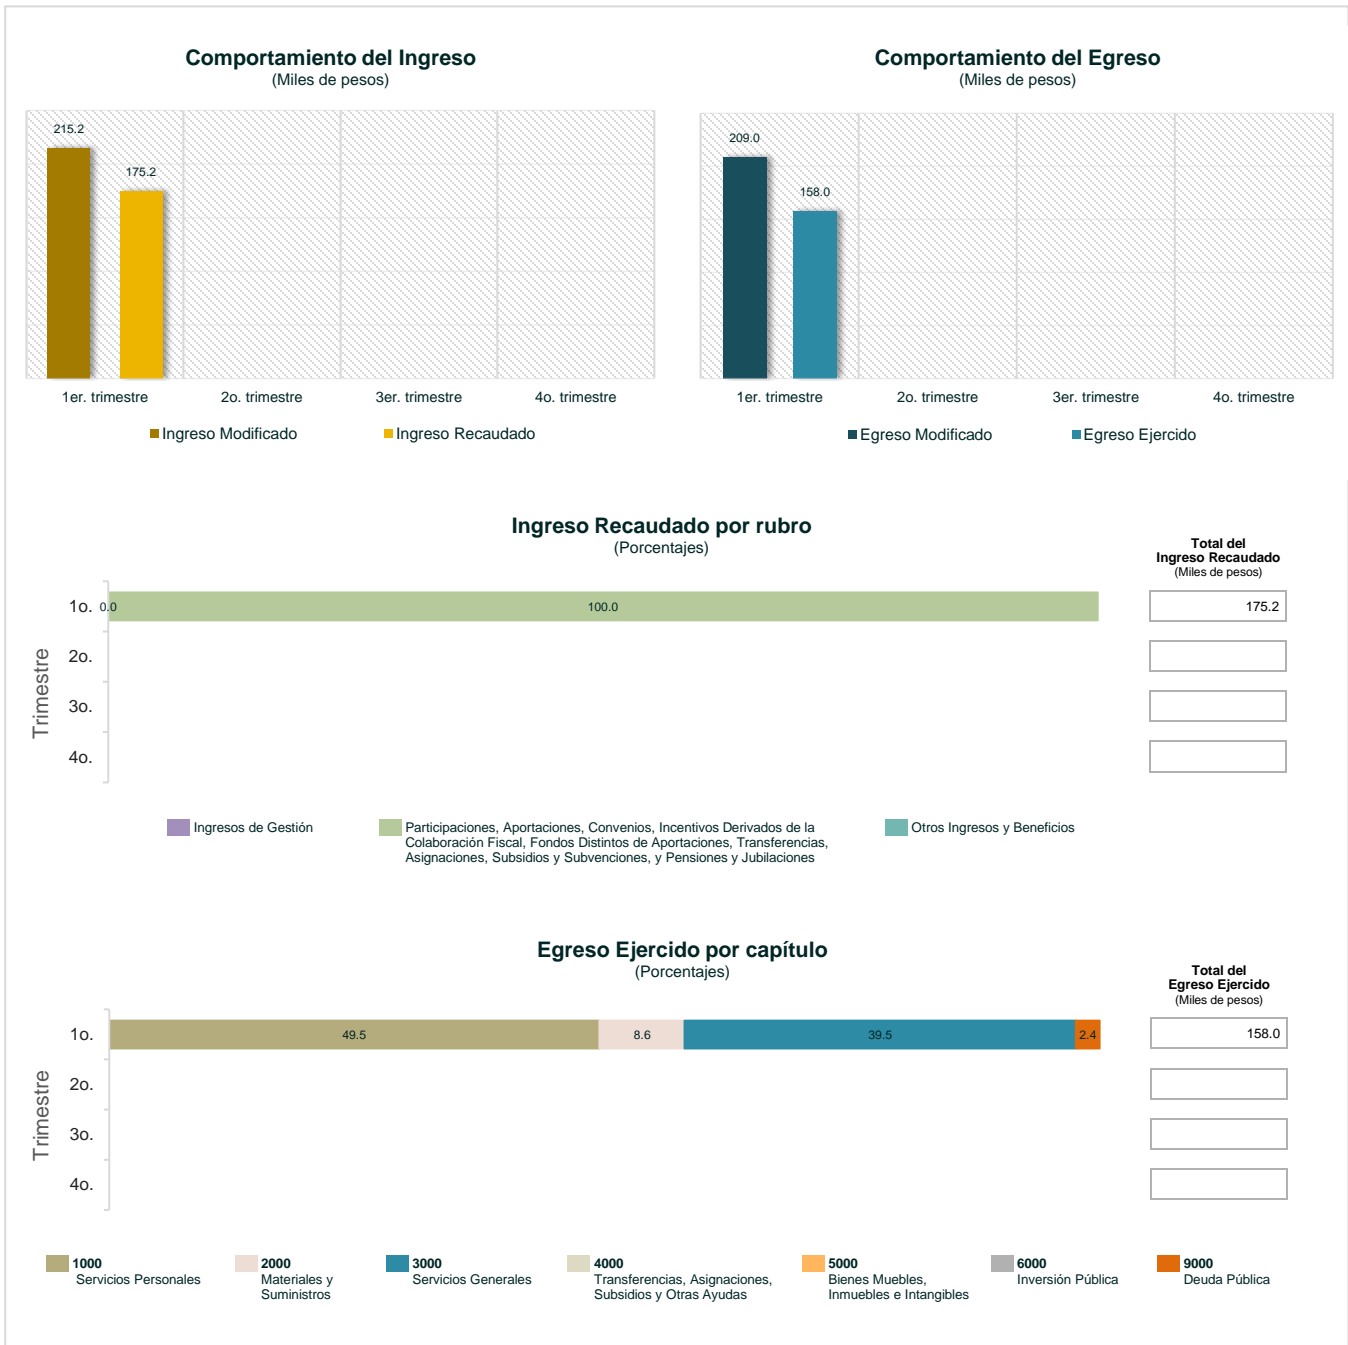 Comportamiento del Ingreso
(Miles de pesos)
215.2
175.2
1er. trimestre
2o. trimestre
3er. trimestre
4o. trimestre
Ingreso Modificado
Ingreso Recaudado
Comportamiento del Egreso
(Miles de pesos)
209.0
158.0
1er. trimestre
2o. trimestre
3er. trimestre
4o. trimestre
Egreso Modificado
Egreso Ejercido
Ingreso Recaudado por rubro
(Porcentajes)
Total del
Ingreso Recaudado
(Miles de pesos)
Trimestre
1o.
0.0
100.0
175.2
2o.
3o.
4o.
Ingresos de Gestión
Participaciones, Aportaciones, Convenios, Incentivos Derivados de la
Colaboración Fiscal, Fondos Distintos de Aportaciones, Transferencias,
Asignaciones, Subsidios y Subvenciones, y Pensiones y Jubilaciones
Otros Ingresos y Beneficios
Egreso Ejercido por capítulo
(Porcentajes)
Total del
Egreso Ejercido
(Miles de pesos)
Trimestre
1o.
49.5
8.6
39.5
2.4
158.0
2o.
3o.
4o.
1000
Servicios Personales
2000
Materiales y
Suministros
3000
Servicios Generales
4000
Transferencias, Asignaciones,
Subsidios y Otras Ayudas
5000
Bienes Muebles,
Inmuebles e Intangibles
6000
Inversión Pública
9000
Deuda Pública